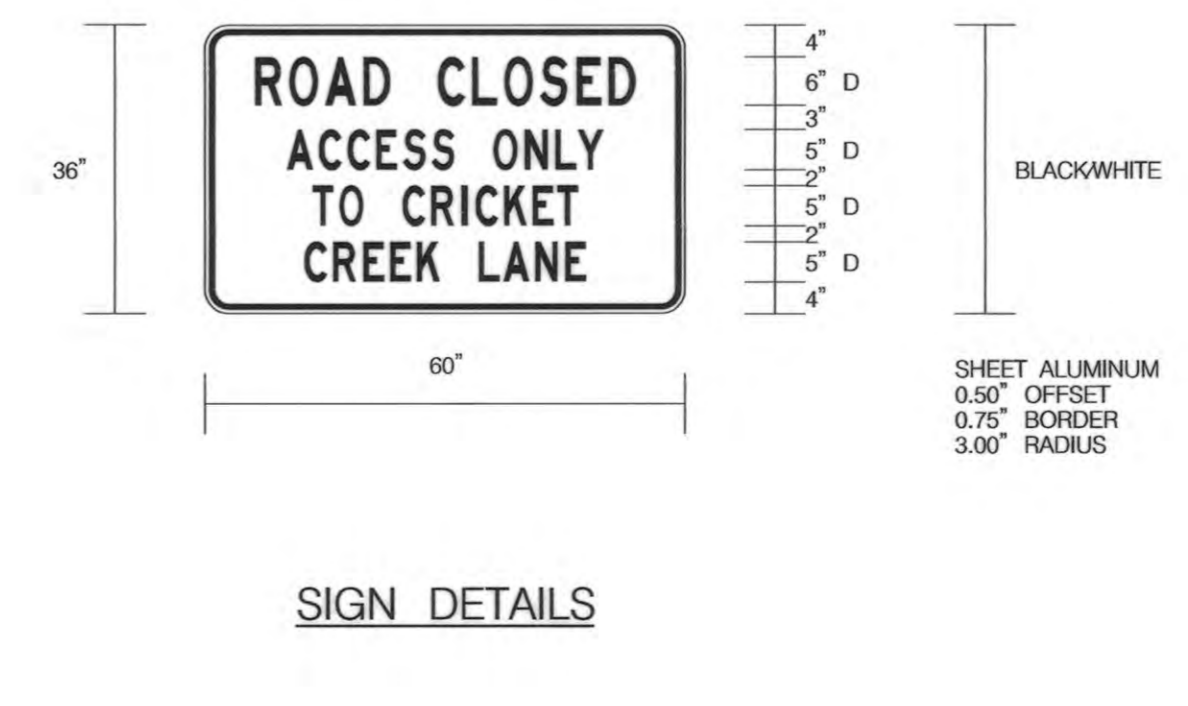 ROAD CLOSED
ACCESS ONLY
TO CRICKET
CREEK LANE
36”
60”
4”
6” D
3”
5” D
2”
5” D
2”
5” D
4”
BLACK/WHITE
SHEET ALUMINUM
0.50” OFFSET
0.75” BORDER
3.00” RADIUS
SIGN DETAILS